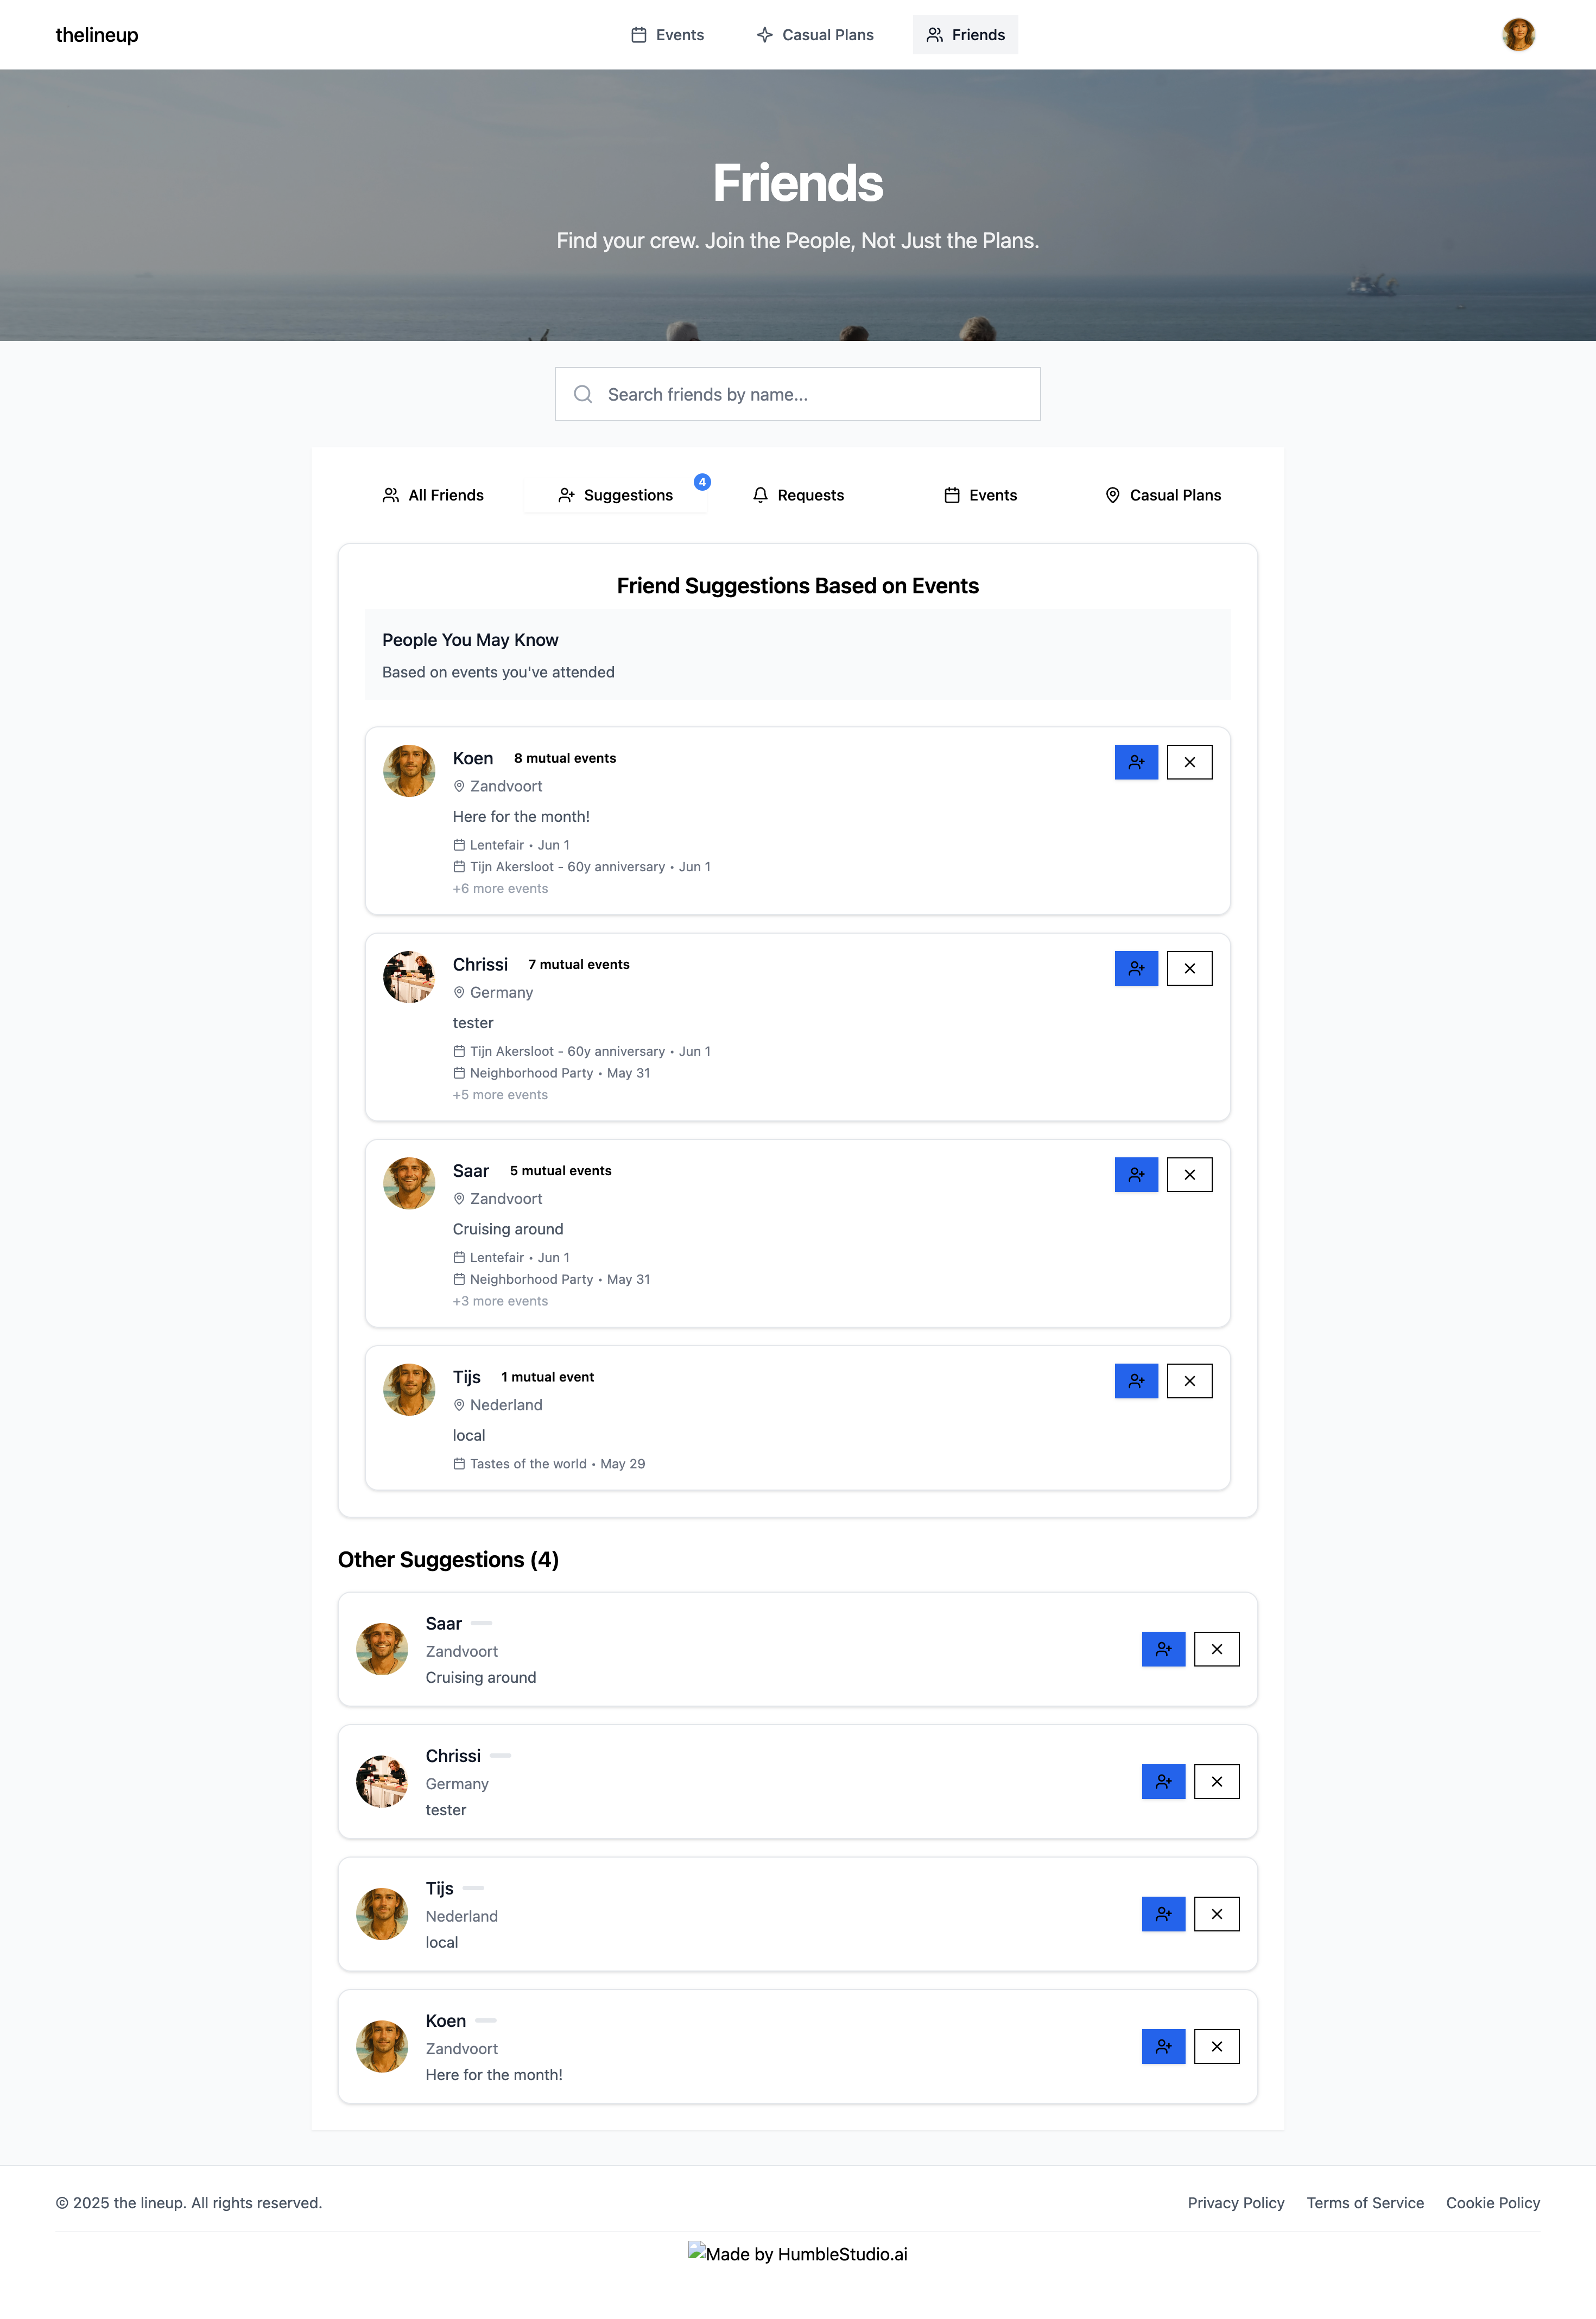 thelineup
Events
Casual Plans
Friends
Friends
Find your crew. Join the People, Not Just the Plans.
Search friends by name...
All Friends
Suggestions
4
Requests
Events
Casual Plans
Friend Suggestions Based on Events
People You May Know
Based on events you've attended
Koen 8 mutual events
Zandvoort
Here for the month!
Lentefair • Jun 1
Tijn Akersloot - 60y anniversary • Jun 1
+6 more events
Chrissi 7 mutual events
Germany
tester
Tijn Akersloot - 60y anniversary • Jun 1
Neighborhood Party • May 31
+5 more events
Saar 5 mutual events
Zandvoort
Cruising around
Lentefair • Jun 1
Neighborhood Party • May 31
+3 more events
Tijs 1 mutual event
Nederland
local
Tastes of the world • May 29
Other Suggestions (4)
Saar
Zandvoort
Cruising around
Chrissi
Germany
tester
Tijs
Nederland
local
Koen
Zandvoort
Here for the month!
© 2025 the lineup. All rights reserved.
Privacy Policy
Terms of Service
Cookie Policy
Made by HumbleStudio.ai